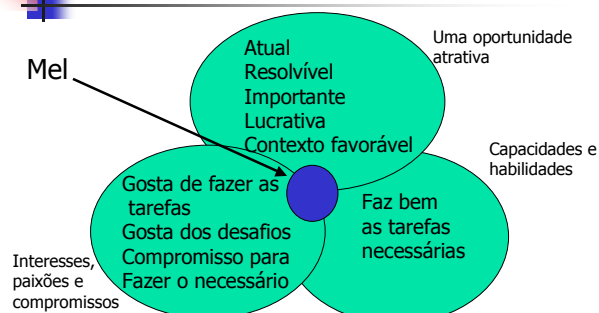 Mel
Atual
Resolvível
Importante
Lucrativa
Contexto favorável
Uma oportunidade
atrativa
Capacidades e
habilidades
Gosta de fazer as
tarefas
Gosta dos desafios
Compromisso para
Fazer o necessário
Faz bem
as tarefas
necessárias
Interesses,
paixões e
compromissos